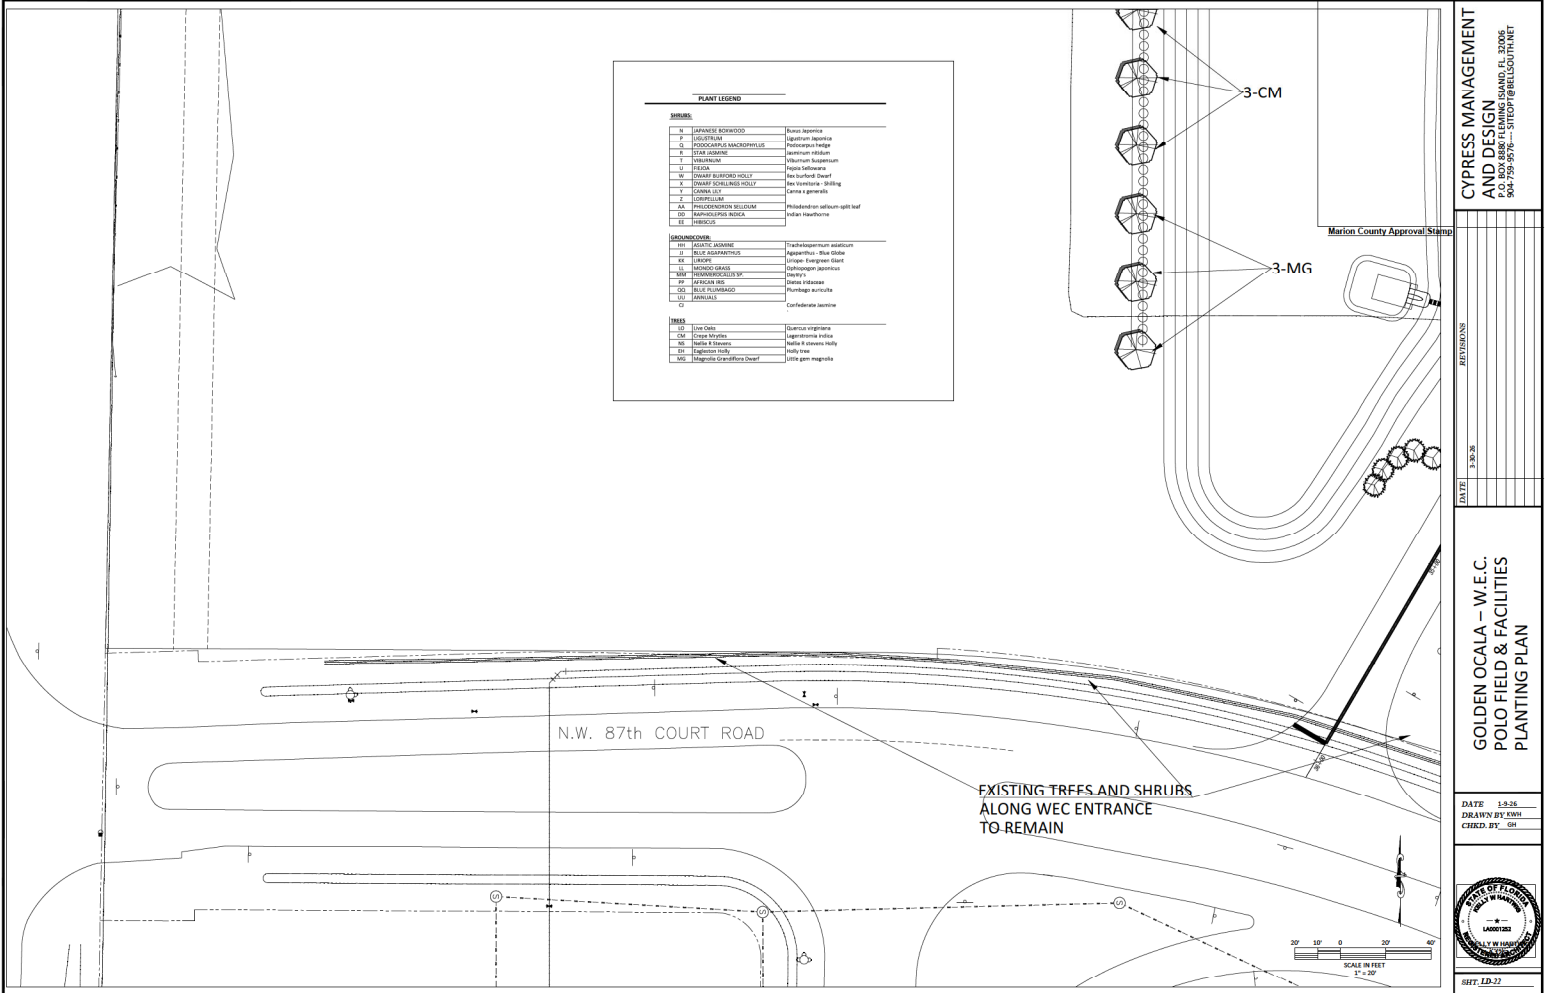 PLANT LEGEND
SHRUBS:
N JAPANESE BOXWOOD Buxus Japonica
P LIGUSTRUM Ligustrum Japonica
Q PODOCARPUS MACROPHYLUS Podocarpus hedge
R STAR JASMINE Jasminum nitidum
T VIBURNUM Viburnum Suspensum
U FIEJOA Fejoia Sellowana
W DWARF BURFORD HOLLY Ilex burfordi Dwarf
X DWARF SCHILLINGS HOLLY Ilex Vomitoria - Shilling
Y CANNA LILY Canna x generalis
Z LORIPELLUM
AA PHILODENDRON SELLOUM Philodendron selloum-split leaf
DD RAPHIOLEPSIS INDICA Indian Hawthorne
EE HIBISCUS
GROUNDCOVER:
HH ASIATIC JASMINE Trachelospermum asiaticum
JJ BLUE AGAPANTHUS Agapanthus - Blue Globe
KK LIRIOPE Liriope- Evergreen Giant
LL MONDO GRASS Ophiopogon japonicus
MM HEMMEROCALLIS SP. Daylily's
PP AFRICAN IRIS Dietes Iridaceae
QQ BLUE PLUMBAGO Plumbago auriculta
UU ANNUALS
CJ Confederate Jasmine
TREES
LO Live Oaks Quercus virginiana
CM Crepe Mrytles Lagerstromia indica
NS Nellie R Stevens Nellie R stevens Holly
EH Eagleston Holly Holly tree
MG Magnolia Grandiflora Dwarf Little gem magnolia
3-CM
3-MG
Marion County Approval Stamp
N.W. 87th COURT ROAD
EXISTING TREES AND SHRUBS
ALONG WEC ENTRANCE
TO REMAIN
S
S
S
20' 10' 0 20' 40'
SCALE IN FEET
1" = 20'
CYPRESS MANAGEMENT
AND DESIGN
P.O. BOX 8880 FLEMING ISLAND, FL. 32006
904-759-9576--- SITEOPT@BELLSOUTH.NET
REVISIONS
DATE
3-30-26
GOLDEN OCALA – W.E.C.
POLO FIELD & FACILITIES
PLANTING PLAN
DATE 1-9-26
DRAWN BY KWH
CHKD. BY GH
STATE OF FLORIDA
KELLY W HARTWIG
LA0001252
SHT. LD-22